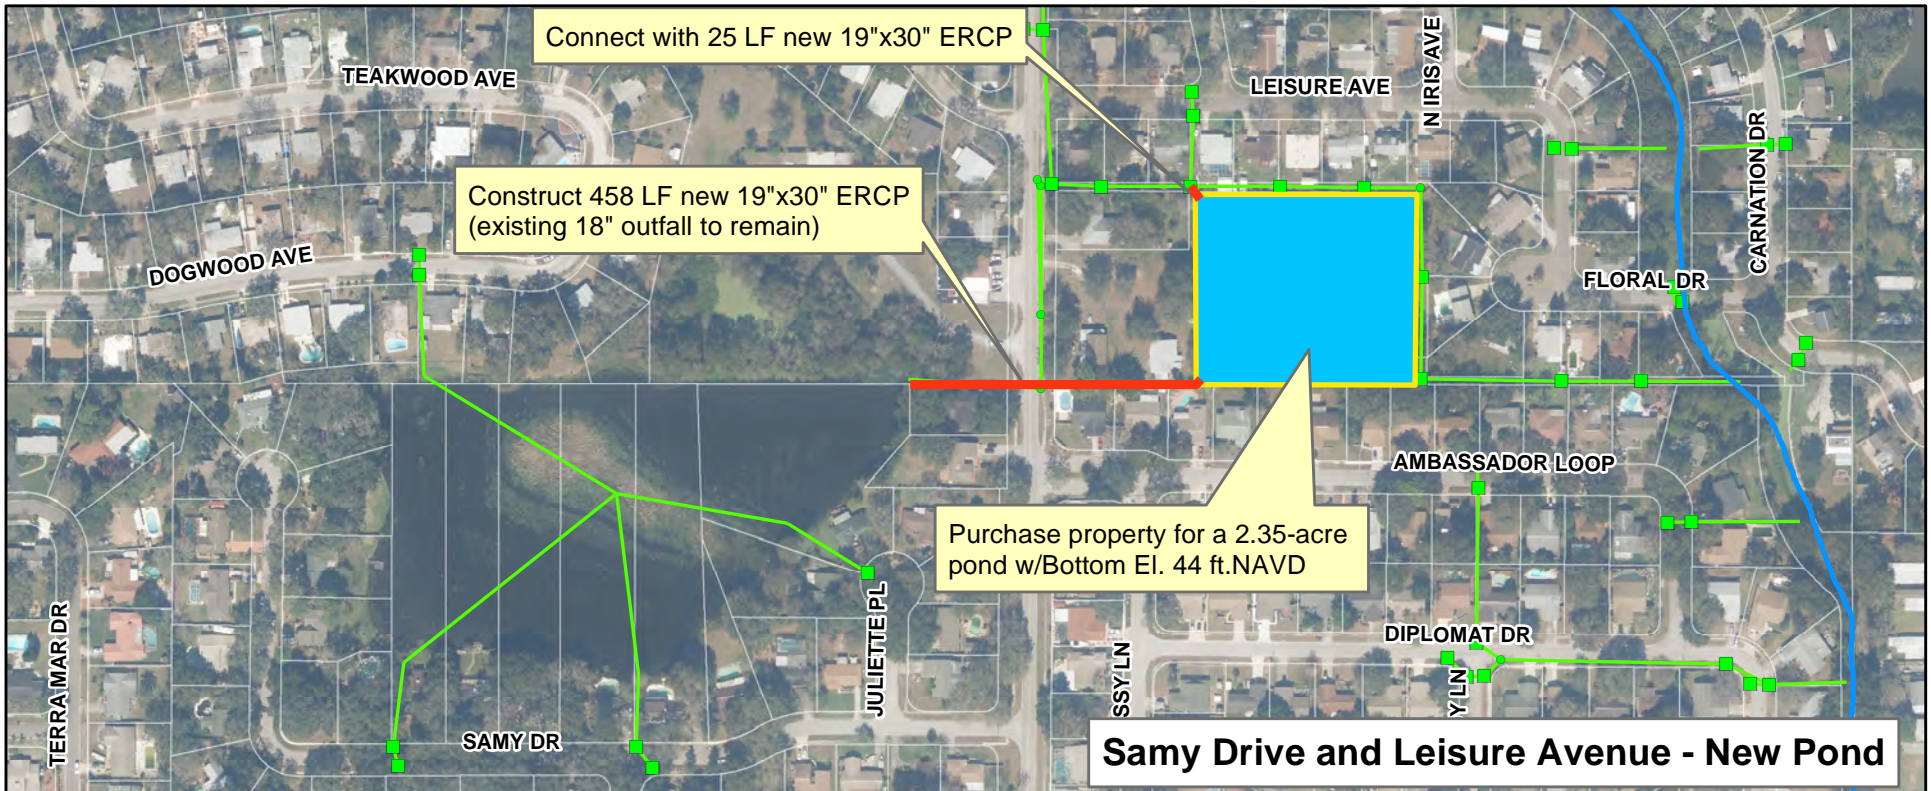 Connect with 25 LF new 19"x30" ERCP
TEAKWOOD AVE
LEISURE AVE
N IRIS AVE
CARNATION DR
Construct 458 LF new 19"x30" ERCP
(existing 18" outfall to remain)
DOGWOOD AVE
FLORAL DR
AMBASSADOR LOOP
Purchase property for a 2.35-acre
pond w/Bottom El. 44 ft.NAVD
TERRA MAR DR
JULIETTE PL
SSY LN
DIPLOMAT DR
Y LN
SAMY DR
Samy Drive and Leisure Avenue - New Pond